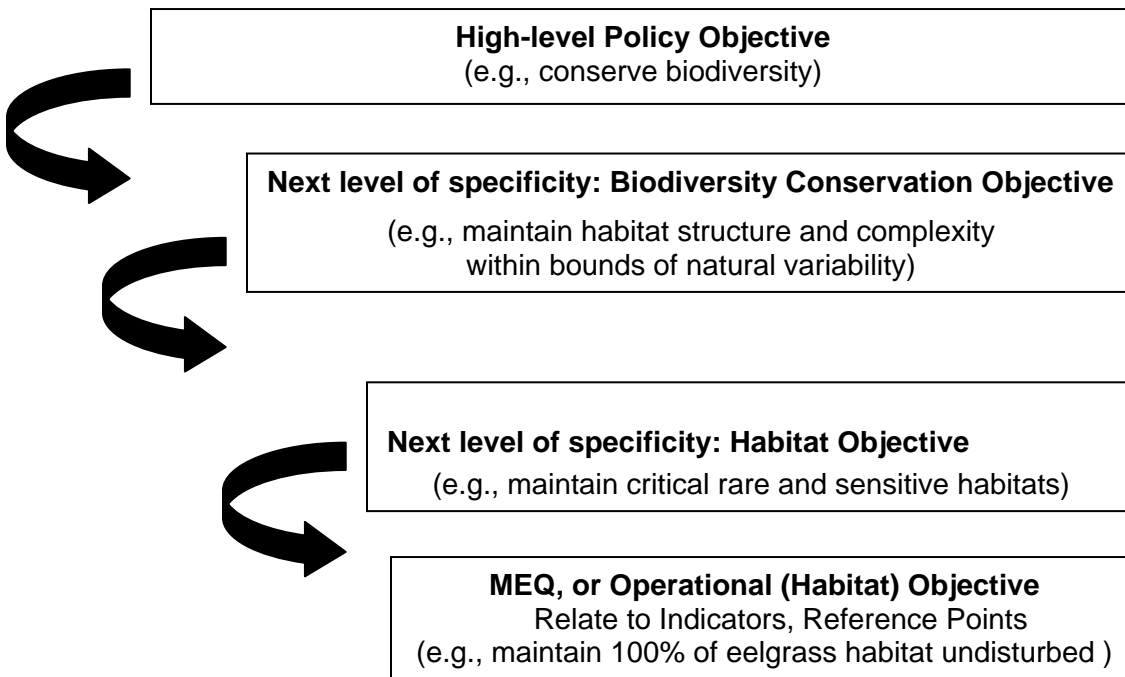 High-level Policy Objective
(e.g., conserve biodiversity)
Next level of specificity: Biodiversity Conservation Objective
(e.g., maintain habitat structure and complexity
within bounds of natural variability)
Next level of specificity: Habitat Objective
(e.g., maintain critical rare and sensitive habitats)
MEQ, or Operational (Habitat) Objective
Relate to Indicators, Reference Points
(e.g., maintain 100% of eelgrass habitat undisturbed )